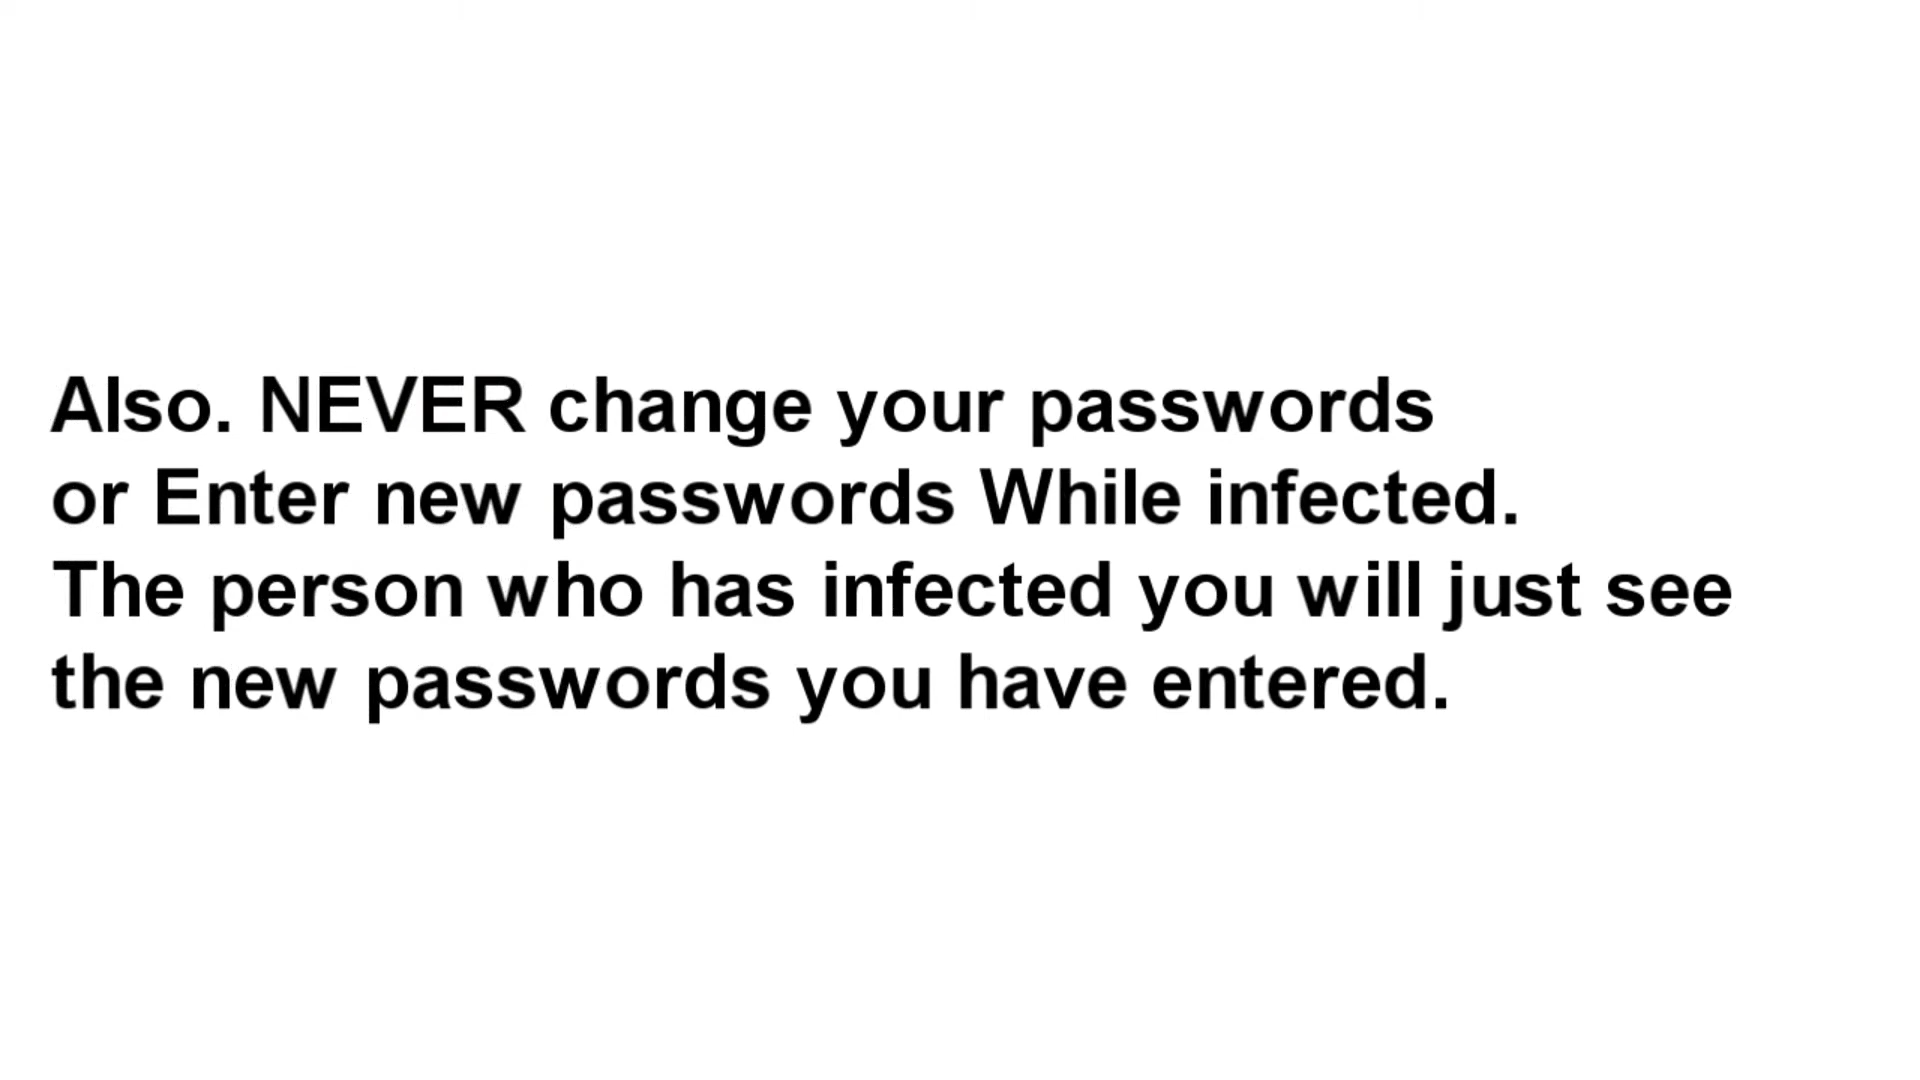 Also. NEVER change your passwords
or Enter new passwords While infected.
The person who has infected you will just see
the new passwords you have entered.